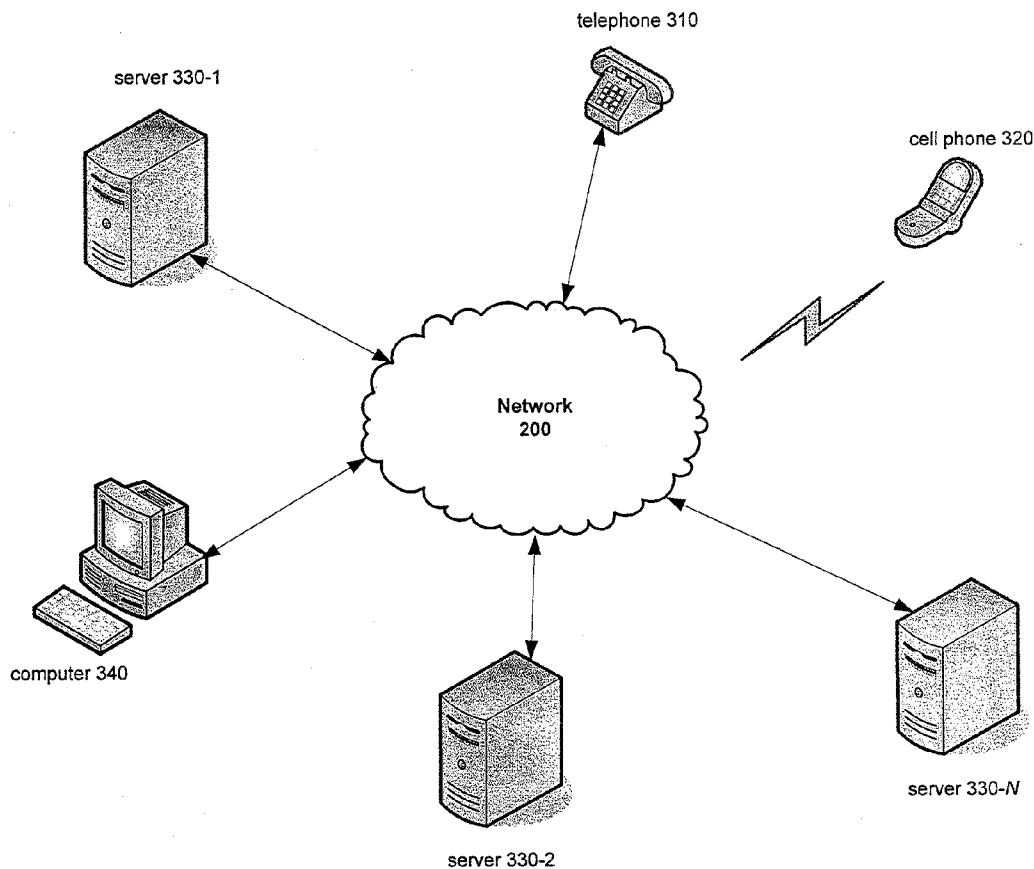 telephone 310
server 330-1
cell phone 320
Network
200
computer 340
server 330-N
server 330-2